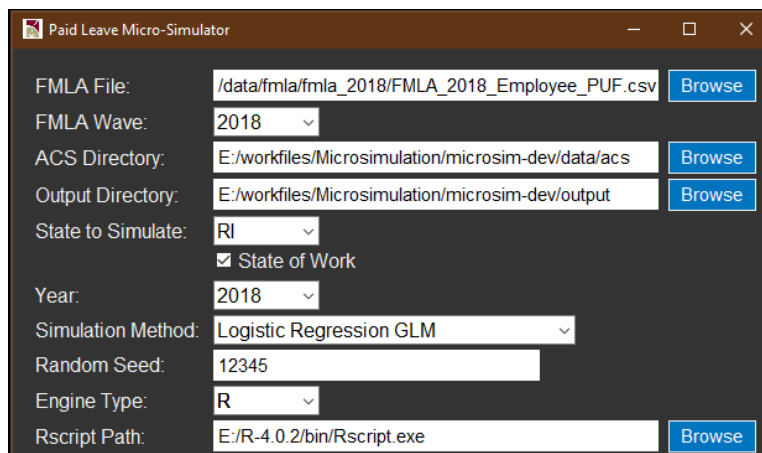 Paid Leave Micro-Simulator
FMLA File: /data/fmla/fmla_2018/FMLA_2018_Employee_PUF.csv Browse
FMLA Wave: 2018
ACS Directory: E:/workfiles/Microsimulation/microsim-dev/data/acs Browse
Output Directory: E:/workfiles/Microsimulation/microsim-dev/output Browse
State to Simulate: RI
State of Work
Year: 2018
Simulation Method: Logistic Regression GLM
Random Seed: 12345
Engine Type: R
Rscript Path: E:/R-4.0.2/bin/Rscript.exe Browse